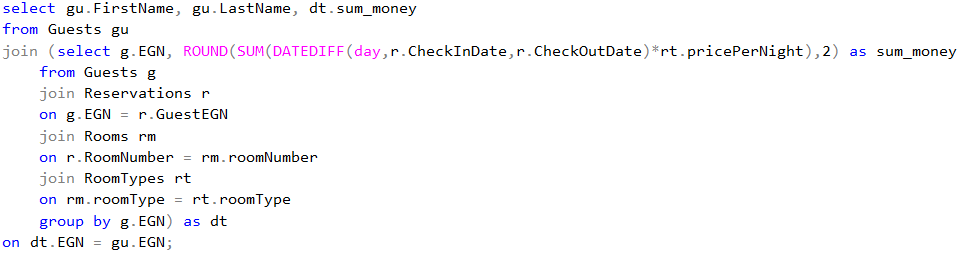 select gu.FirstName, gu.LastName, dt.sum_money
from Guests gu
join (select g.EGN, ROUND(SUM(DATEDIFF(day,r.CheckInDate,r.CheckOutDate)*rt.pricePerNight),2) as sum_money
    from Guests g
    join Reservations r
    on g.EGN = r.GuestEGN
    join Rooms rm
    on r.RoomNumber = rm.roomNumber
    join RoomTypes rt
    on rm.roomType = rt.roomType
    group by g.EGN) as dt
on dt.EGN = gu.EGN;